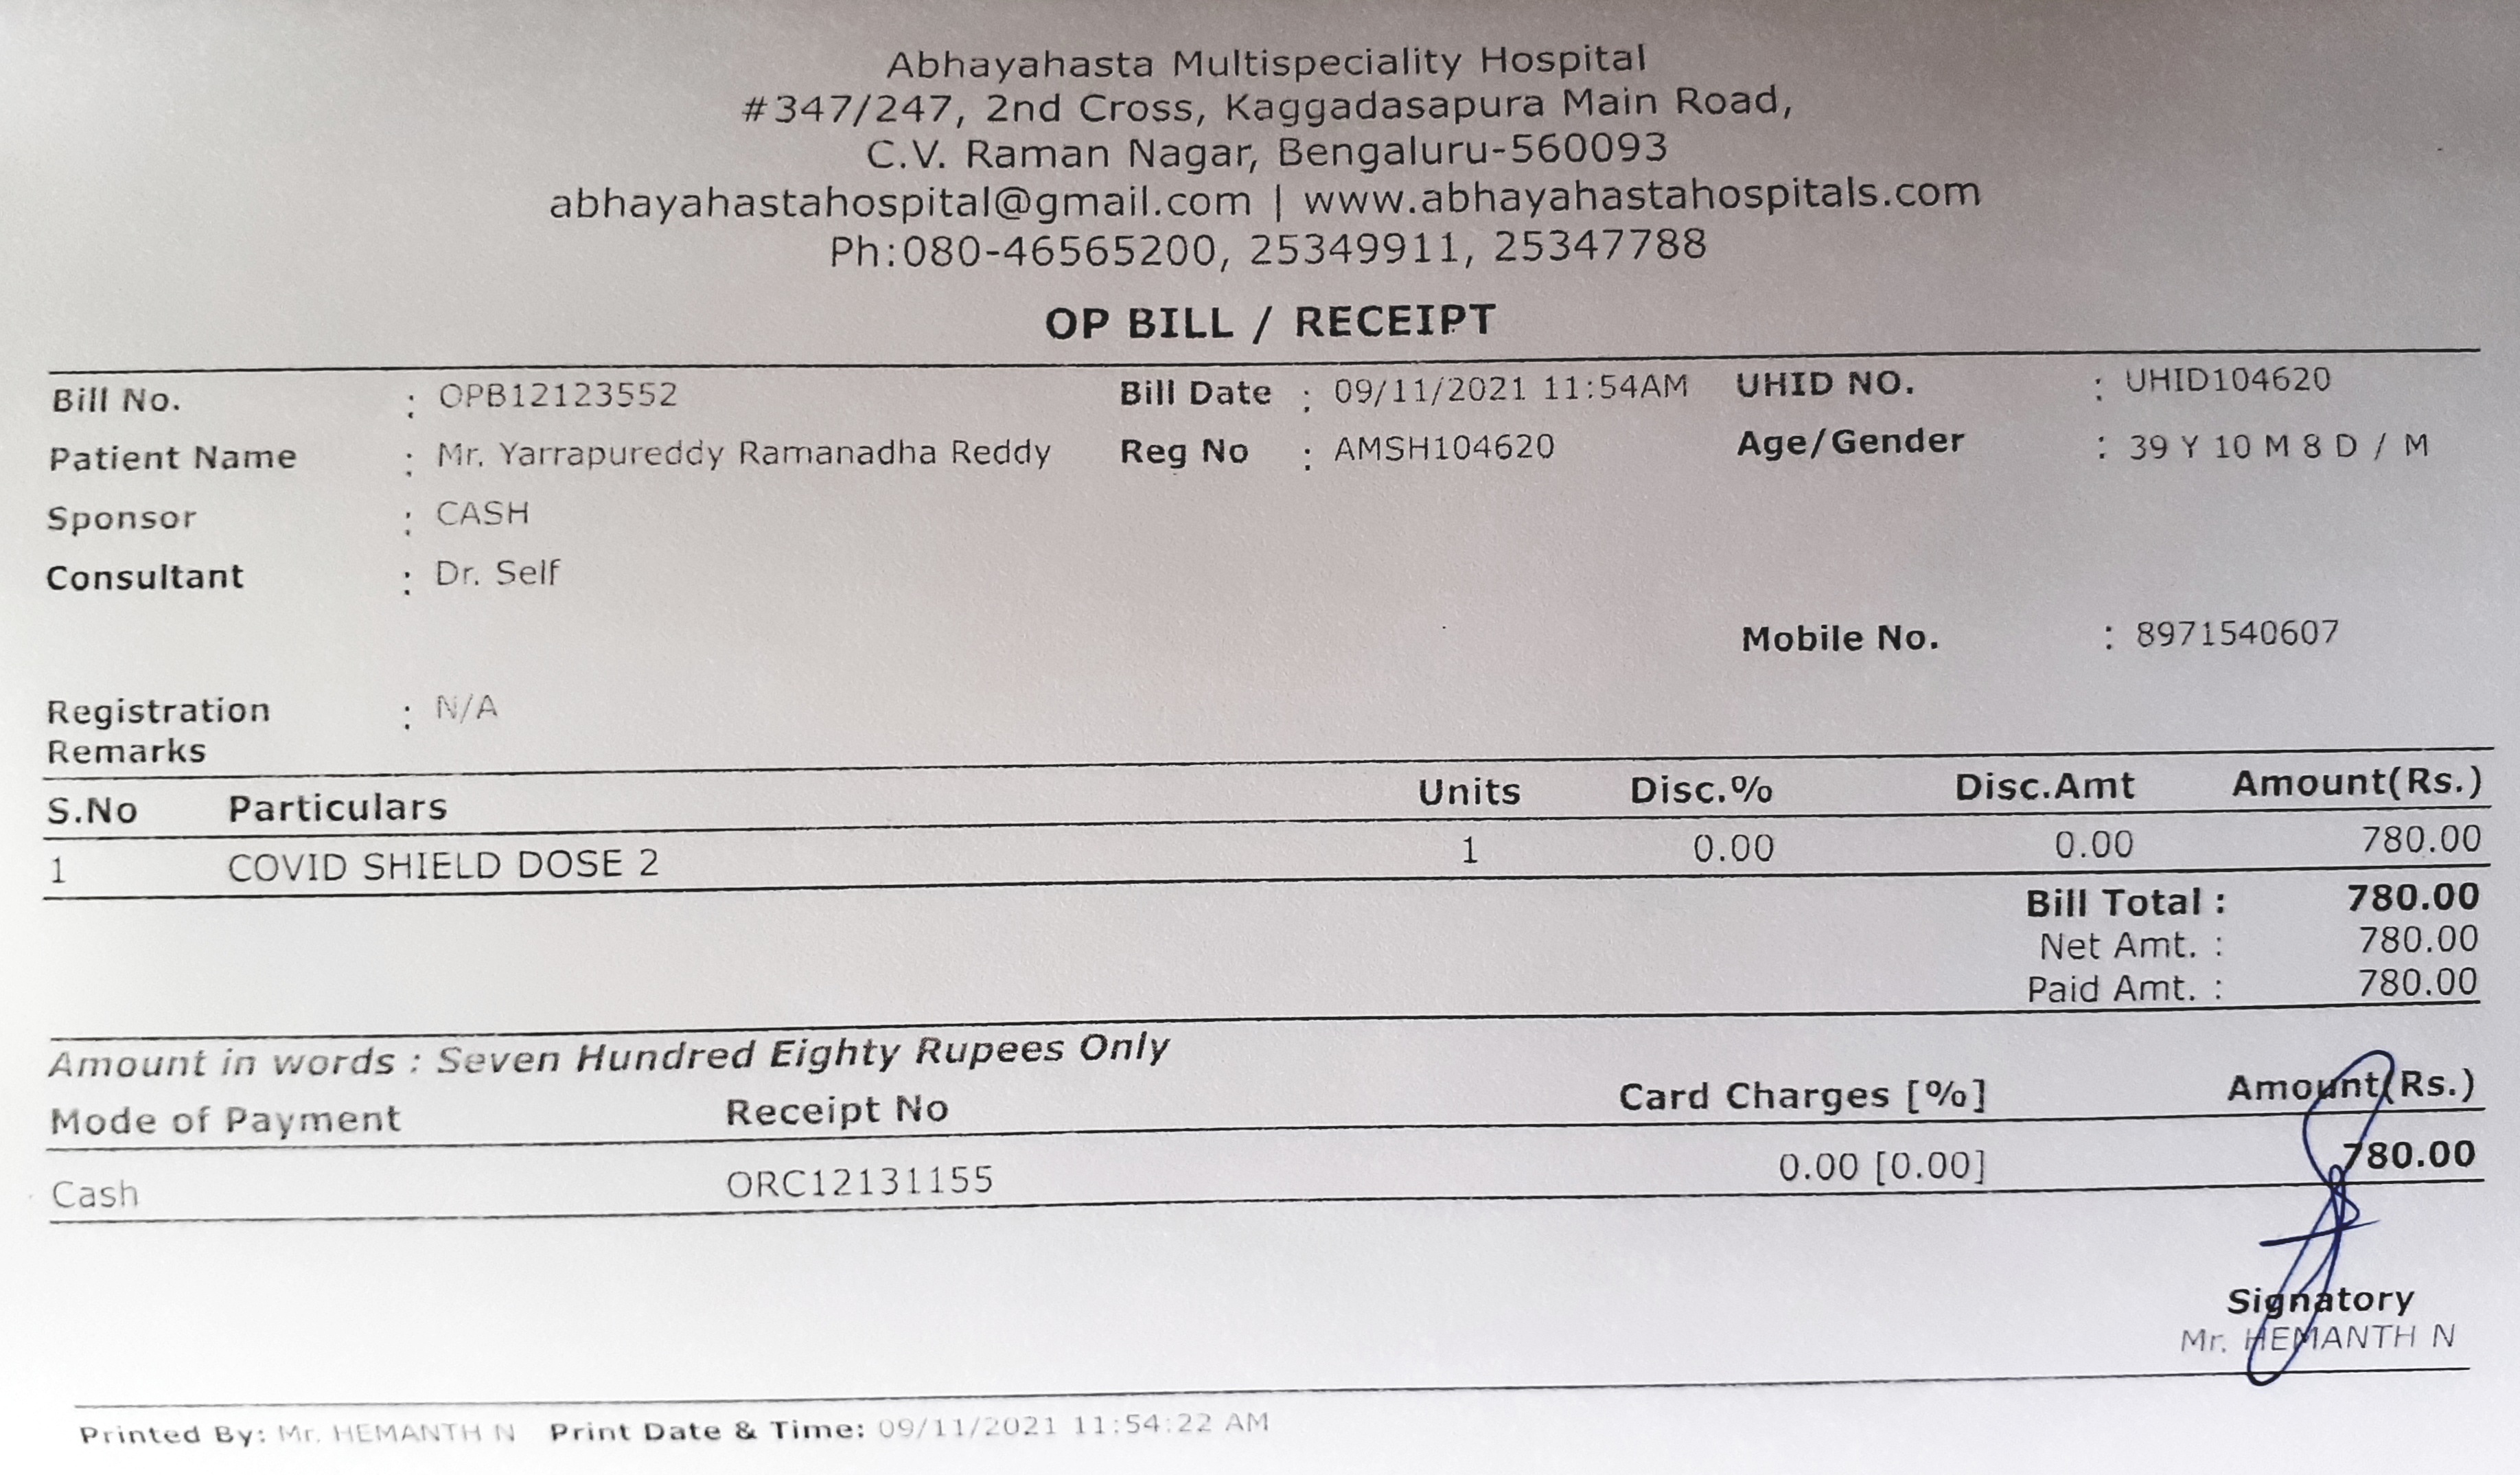 Abhayahasta Multispeciality Hospital
#347/247, 2nd Cross, Kaggadasapura Main Road,
C.V. Raman Nagar, Bengaluru-560093
abhayahastahospital@gmail.com | www.abhayahastahospitals.com
Ph:080-46565200, 25349911, 25347788
OP BILL / RECEIPT
Bill No. : OPB12123552 Bill Date : 09/11/2021 11:54AM UHID NO. : UHID104620
Patient Name : Mr. Yarrapureddy Ramanadha Reddy Reg No : AMSH104620 Age/Gender : 39 Y 10 M 8 D / M
Sponsor : CASH
Consultant : Dr. Self
Mobile No. : 8971540607
Registration : N/A
Remarks
S.No Particulars Units Disc.% Disc.Amt Amount(Rs.)
1 COVID SHIELD DOSE 2 1 0.00 0.00 780.00
Bill Total : 780.00
Net Amt. : 780.00
Paid Amt. : 780.00
Amount in words : Seven Hundred Eighty Rupees Only
Mode of Payment Receipt No Card Charges [%] Amount(Rs.)
Cash ORC12131155 0.00 [0.00] 780.00
Signatory
Mr. HEMANTH N
Printed By: Mr. HEMANTH N Print Date & Time: 09/11/2021 11:54:22 AM